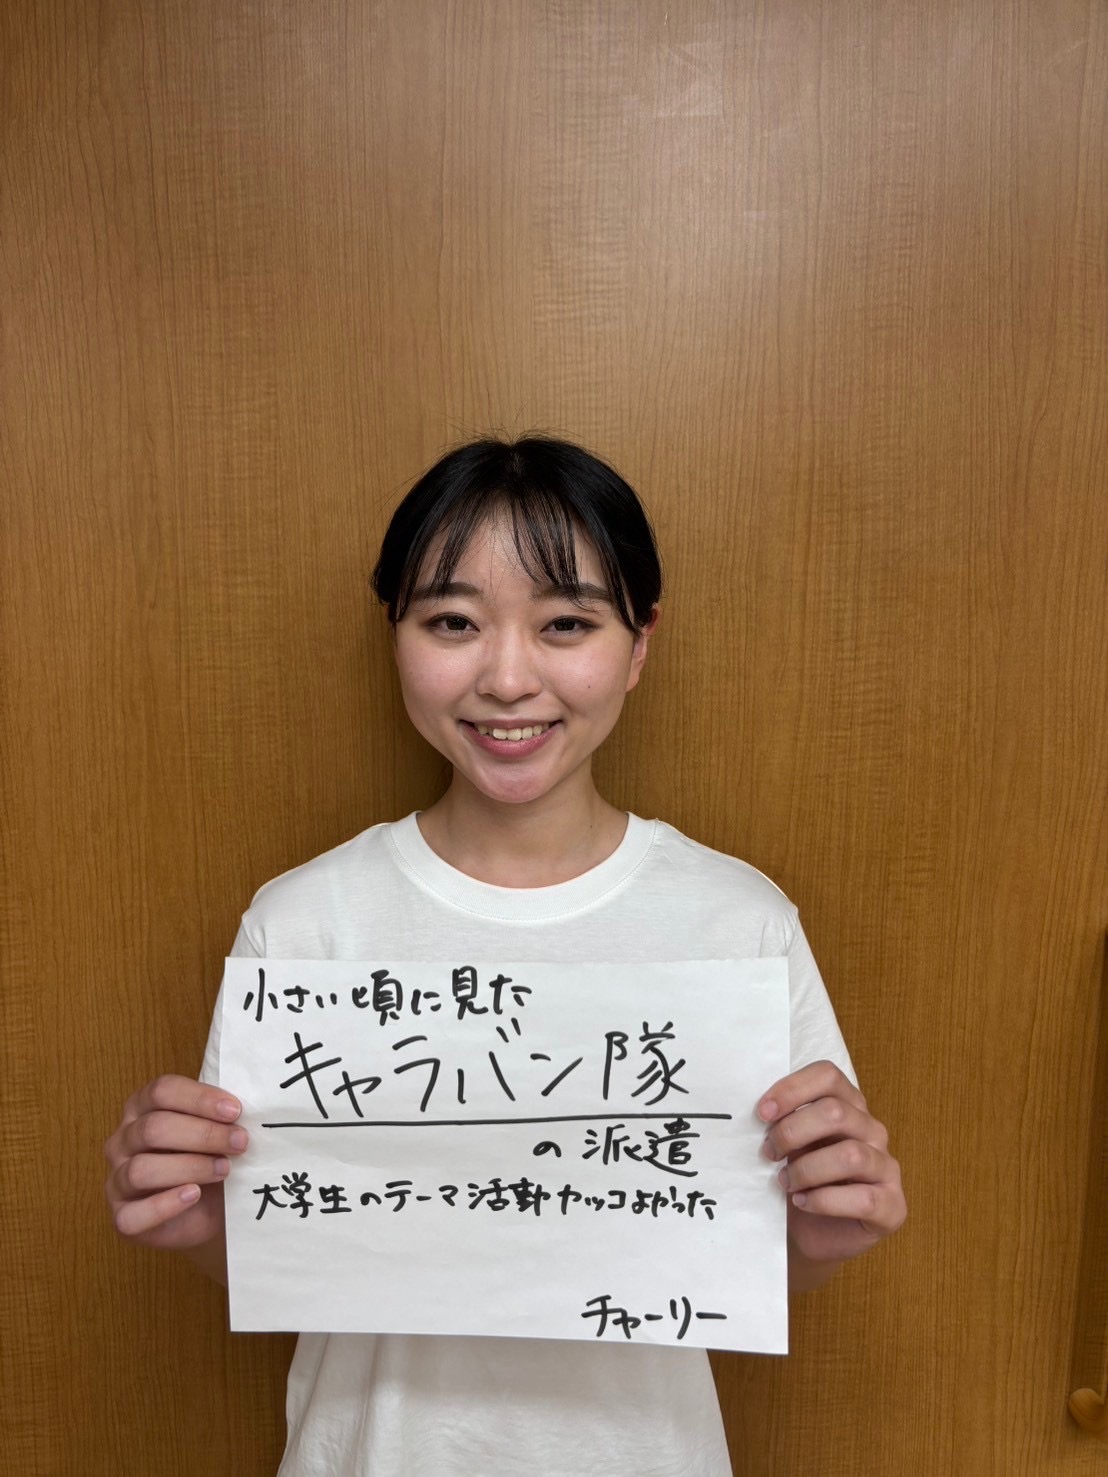 小さい頃に見た
キャラバン隊
の派遣
大学生のテーマ活動カッコよかった
チャーリー